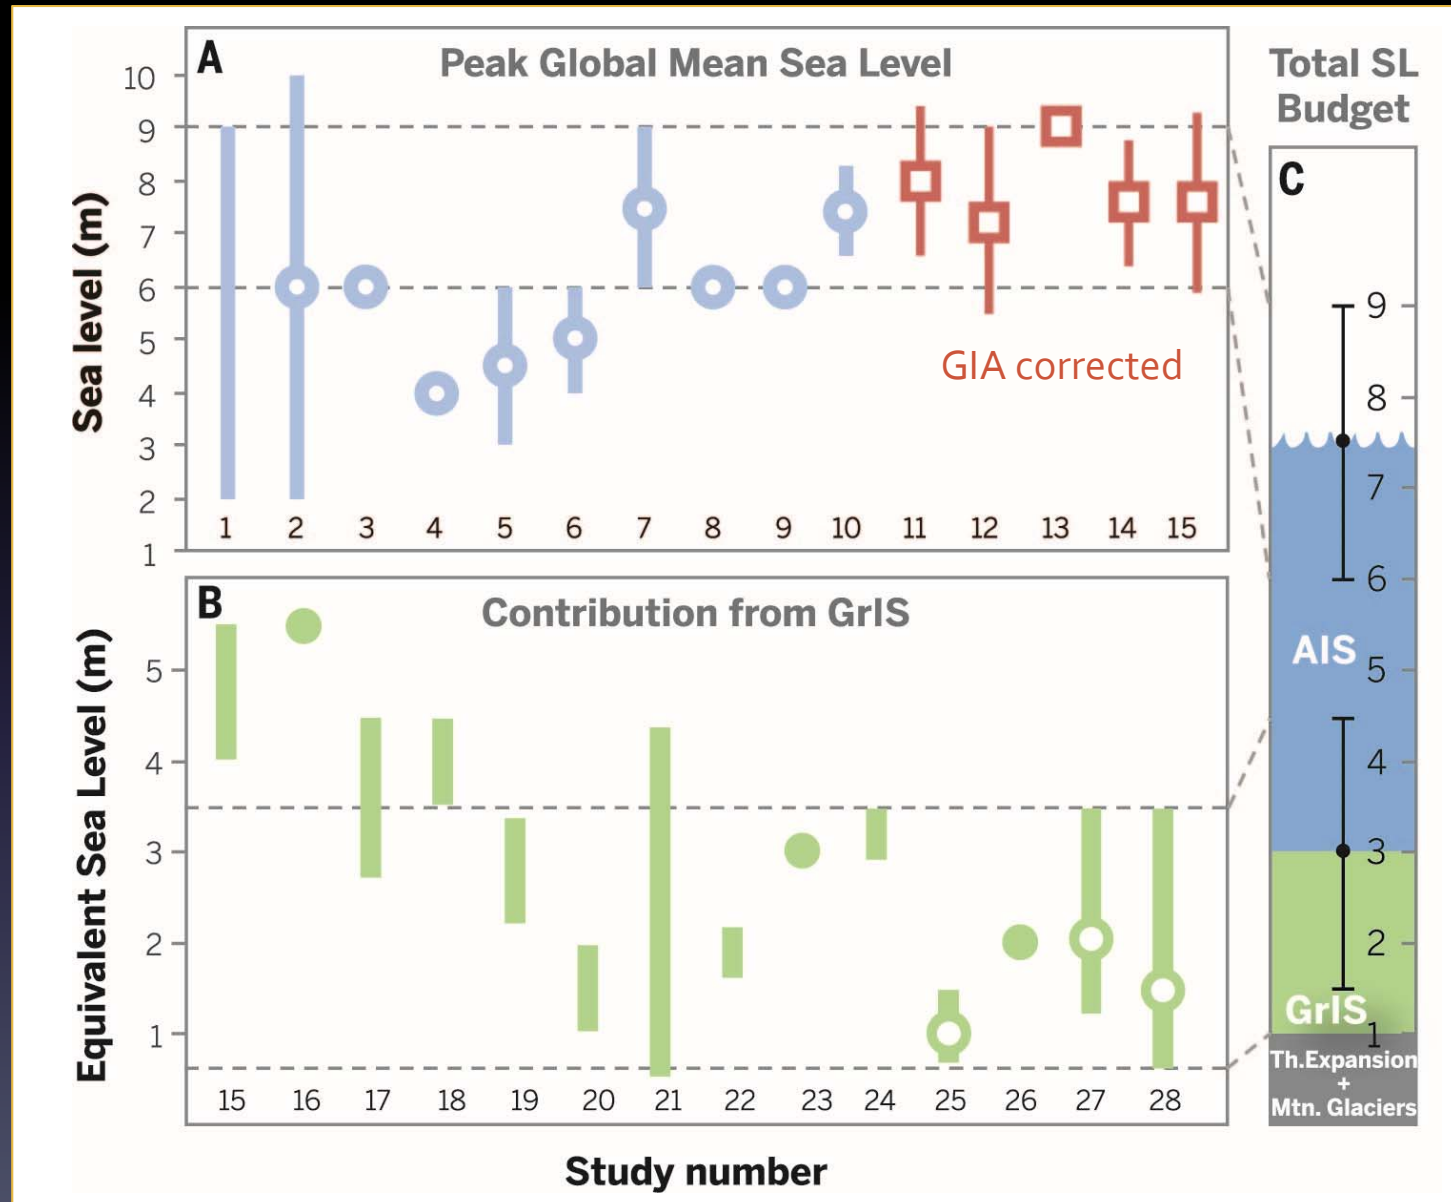 A
Peak Global Mean Sea Level
Sea level (m)
10
9
8
7
6
5
4
3
2
1
GIA corrected
1 2 3 4 5 6 7 8 9 10 11 12 13 14 15
B
Contribution from GrIS
Equivalent Sea Level (m)
5
4
3
2
1
15 16 17 18 19 20 21 22 23 24 25 26 27 28
Study number
Total SL
Budget
C
9
8
7
6
AIS
5
4
3
2
GrIS
1
Th.Expansion
+
Mtn. Glaciers